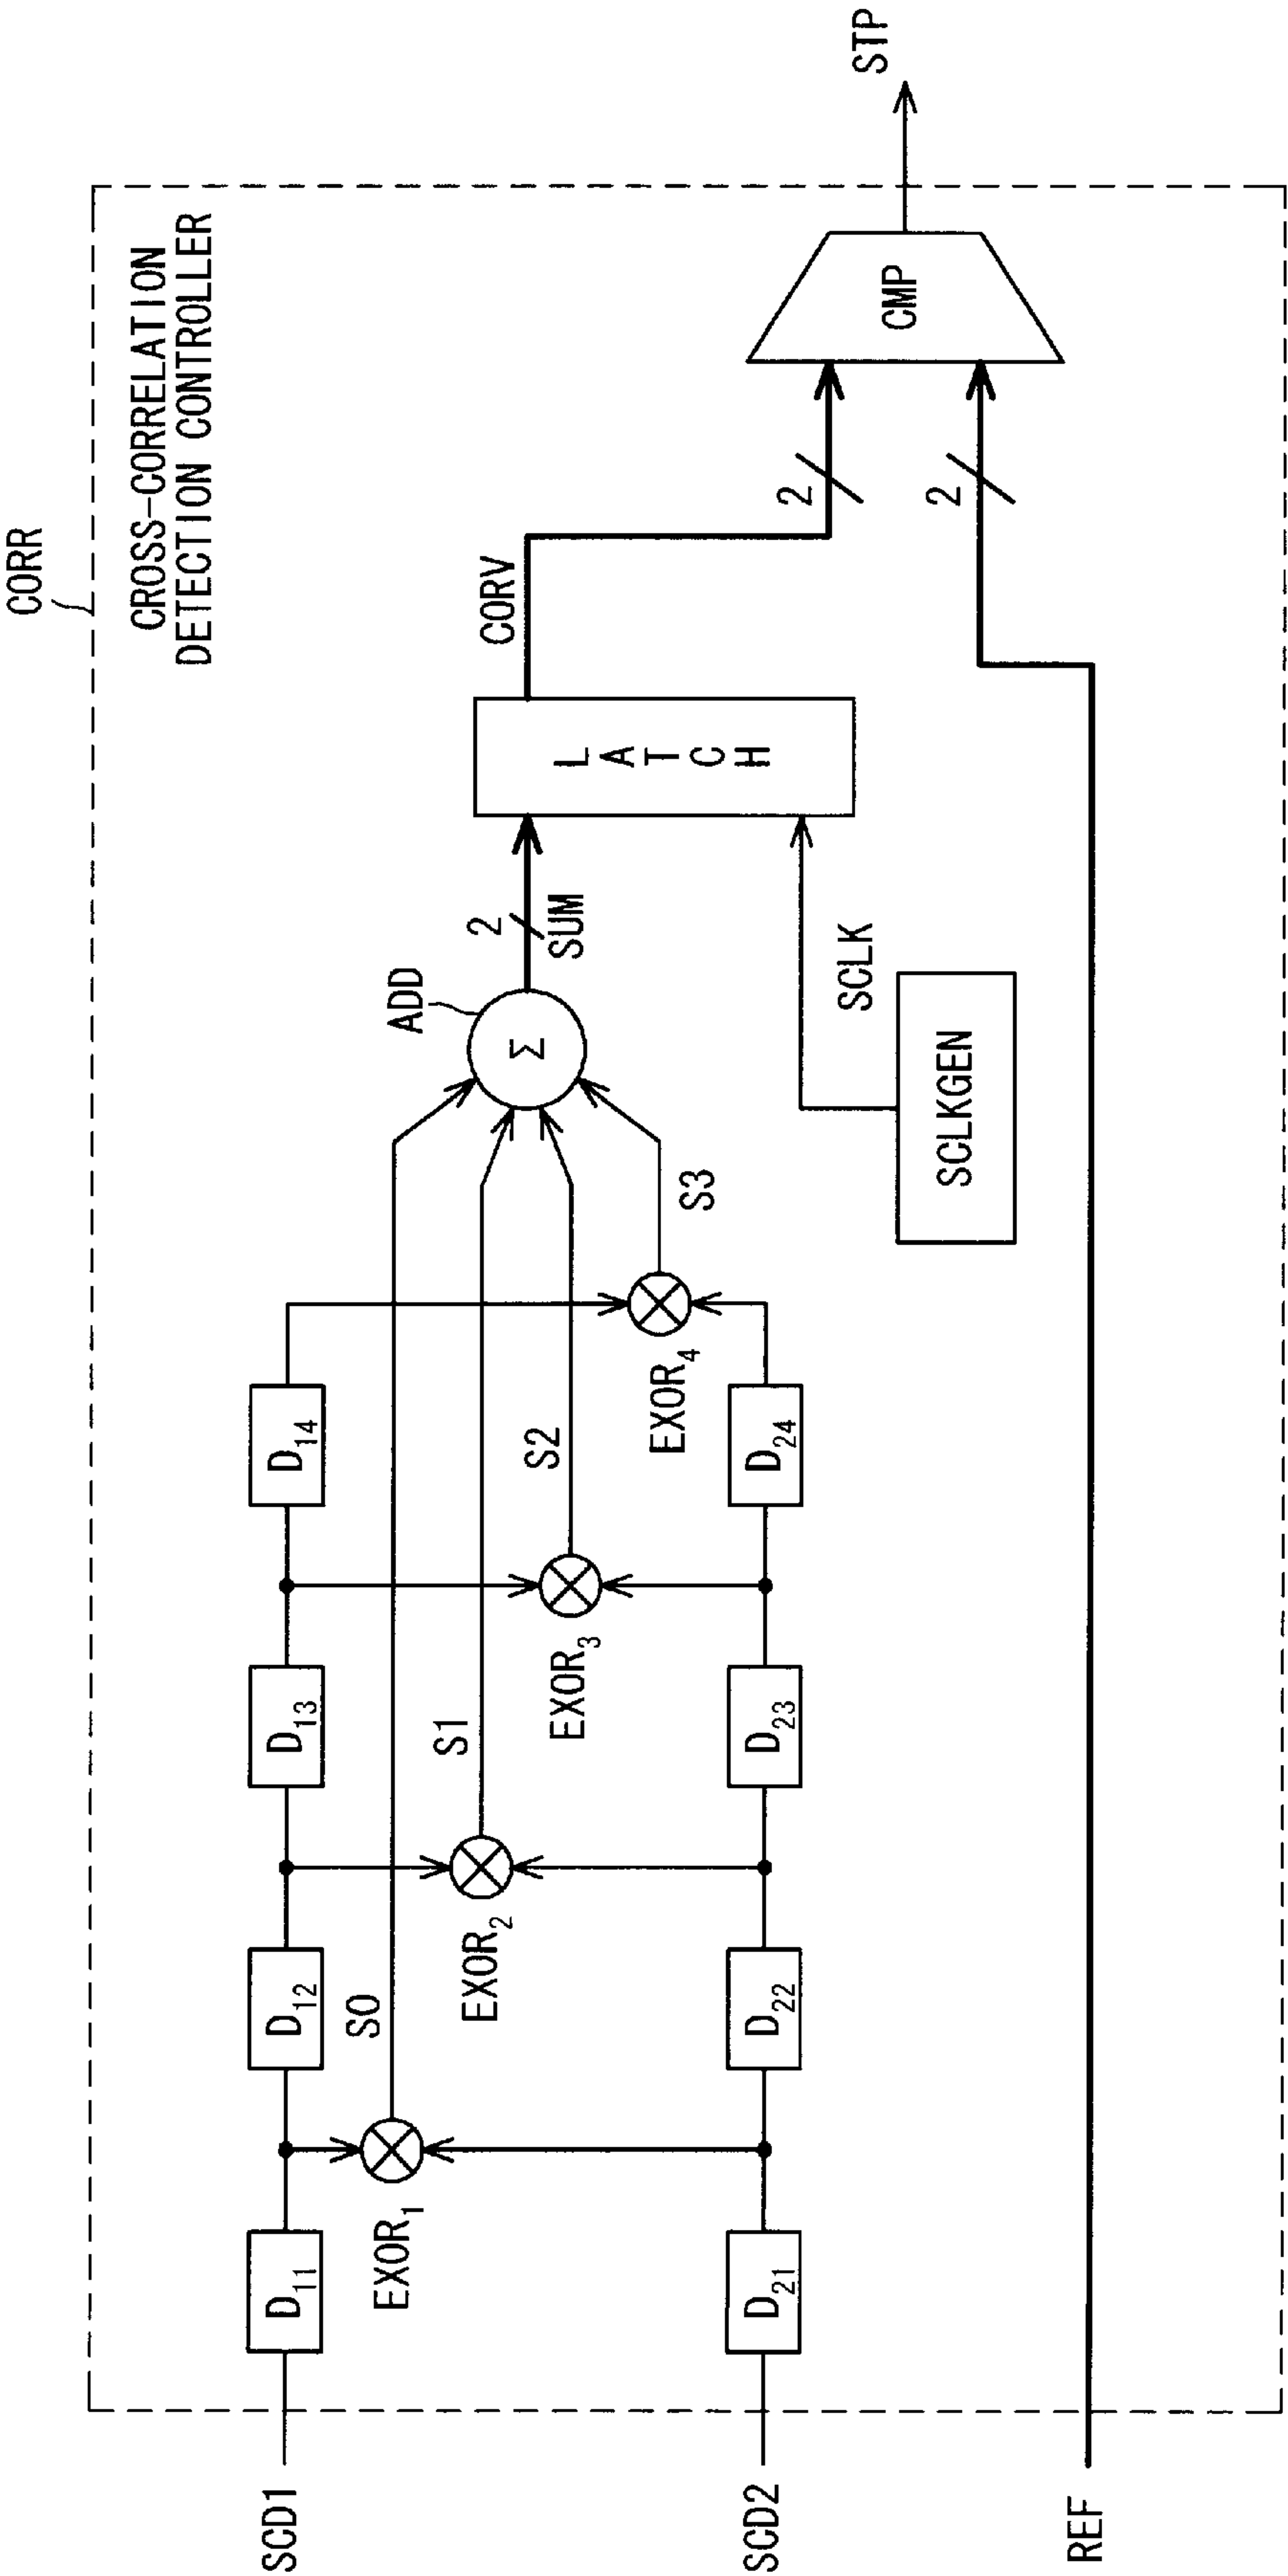 CORR
CROSS-CORRELATION
DETECTION CONTROLLER
SCD1
D11
D12
D13
D14
EXOR1
S0
EXOR2
S1
EXOR3
S2
EXOR4
S3
SCD2
D21
D22
D23
D24
ADD
Σ
2
SUM
LATCH
CORV
SCLKGEN
SCLK
2
2
CMP
STP
REF